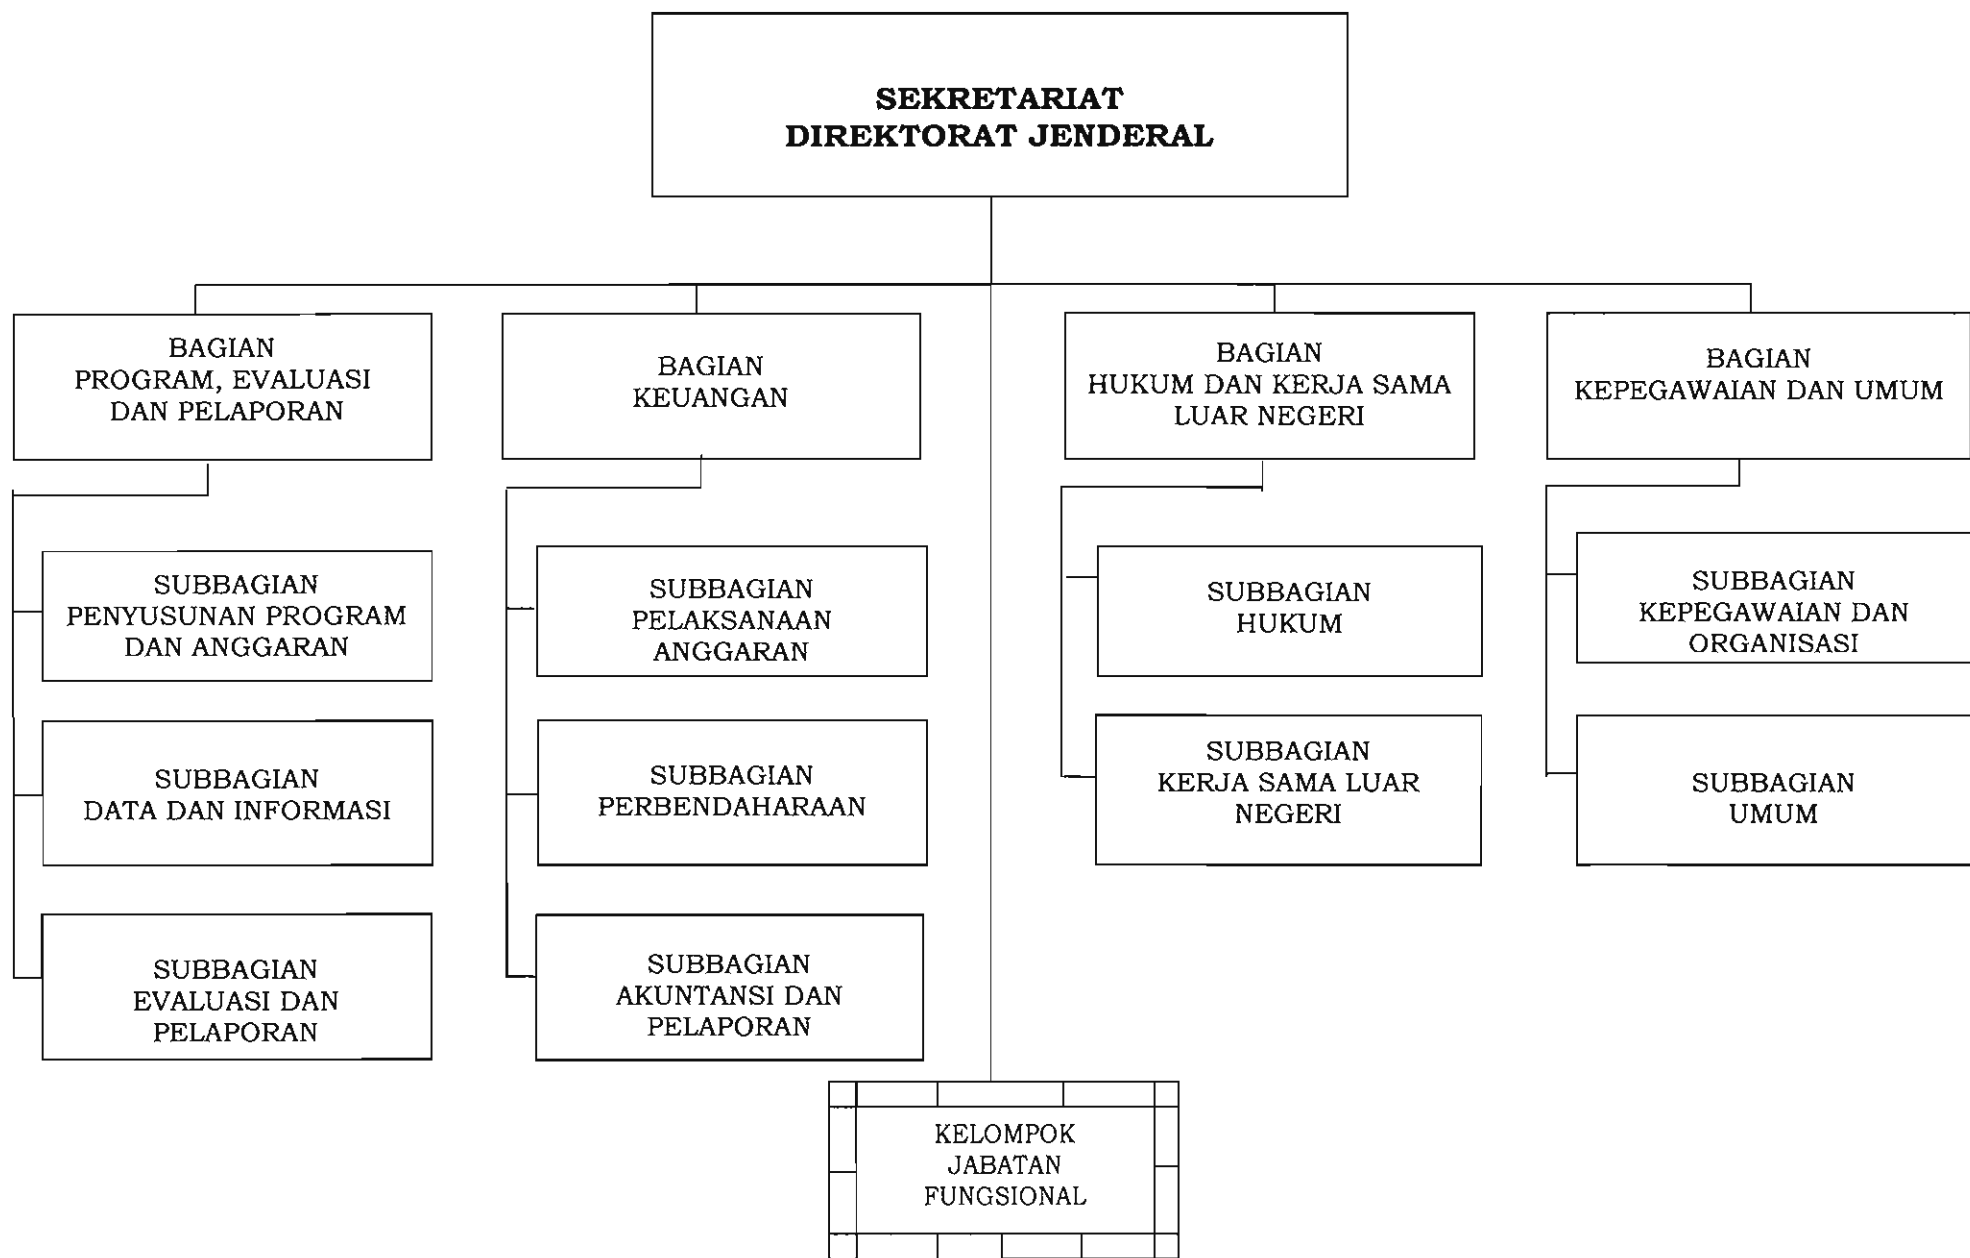 SEKRETARIAT
DIREKTORAT JENDERAL
BAGIAN
PROGRAM, EVALUASI
DAN PELAPORAN
BAGIAN
KEUANGAN
BAGIAN
HUKUM DAN KERJA SAMA
LUAR NEGERI
BAGIAN
KEPEGAWAIAN DAN UMUM
SUBBAGIAN
PENYUSUNAN PROGRAM
DAN ANGGARAN
SUBBAGIAN
PELAKSANAAN
ANGGARAN
SUBBAGIAN
HUKUM
SUBBAGIAN
KEPEGAWAIAN DAN
ORGANISASI
SUBBAGIAN
DATA DAN INFORMASI
SUBBAGIAN
PERBENDAHARAAN
SUBBAGIAN
KERJA SAMA LUAR
NEGERI
SUBBAGIAN
UMUM
SUBBAGIAN
EVALUASI DAN
PELAPORAN
SUBBAGIAN
AKUNTANSI DAN
PELAPORAN
KELOMPOK
JABATAN
FUNGSIONAL